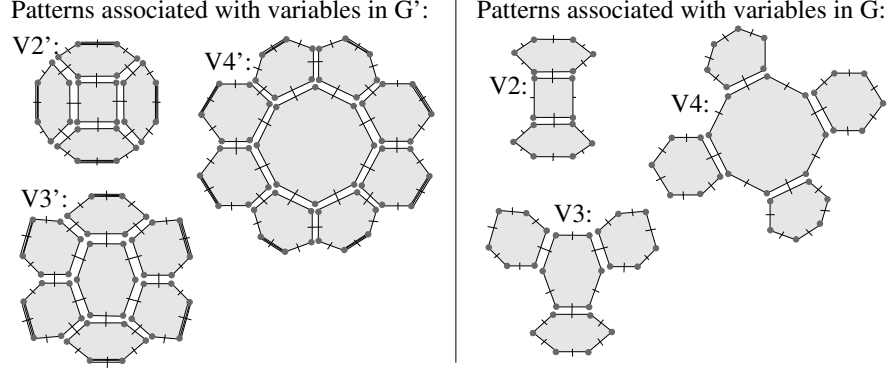 Patterns associated with variables in G’:
V2’:
V4’:
V3’:
Patterns associated with variables in G:
V2:
V4:
V3: